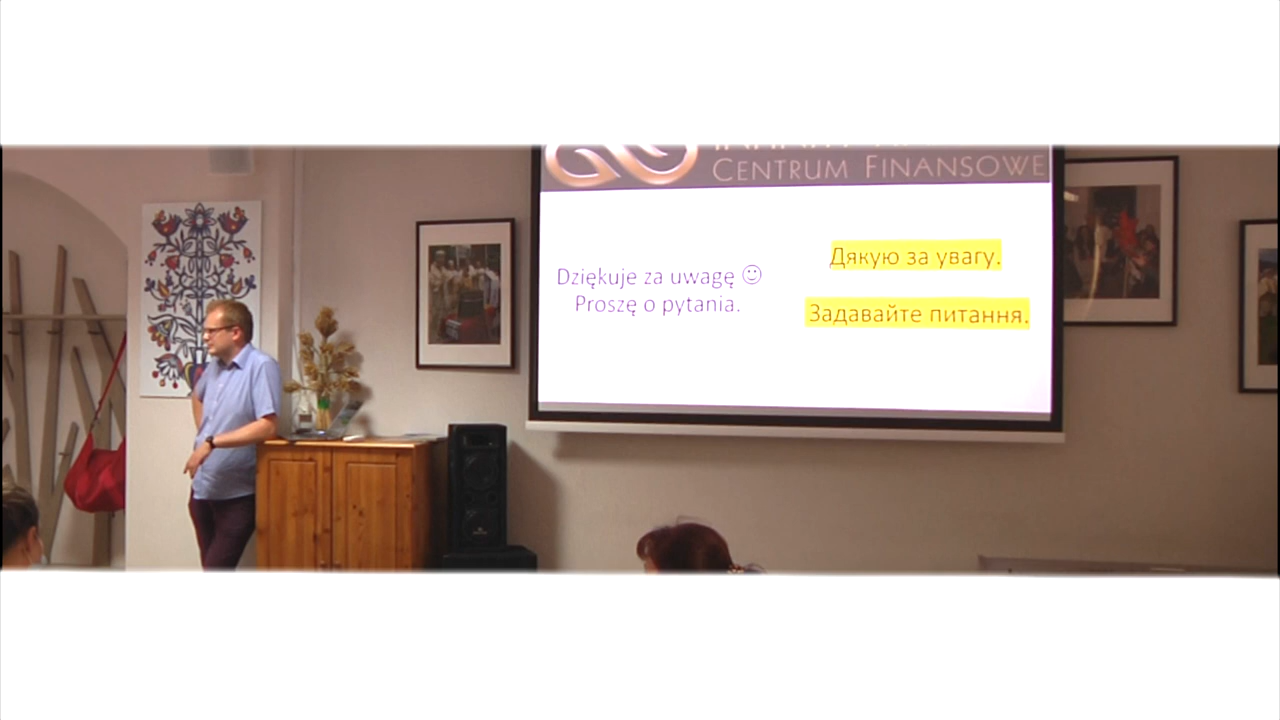 CENTRUM FINANSOWE
Dziękuje za uwagę ☺
Proszę o pytania.
Дякую за увагу.
Задавайте питання.